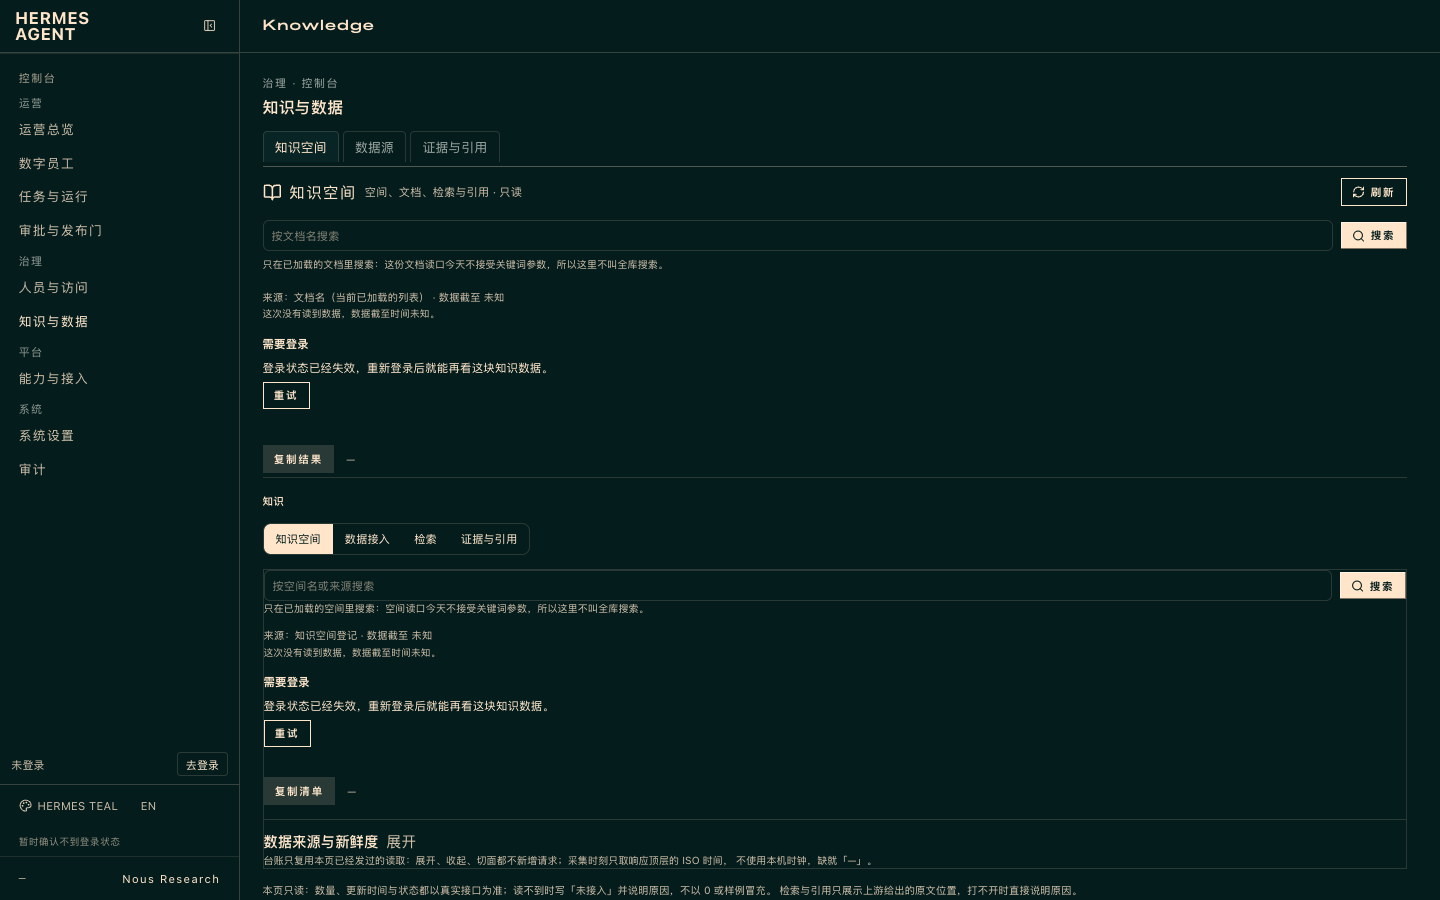 HERMES
AGENT
Knowledge
控制台
运营
运营总览
数字员工
任务与运行
审批与发布门
治理
人员与访问
知识与数据
平台
能力与接入
系统
系统设置
审计
未登录
去登录
HERMES TEAL
EN
暂时确认不到登录状态
—
Nous Research
治理 · 控制台
知识与数据
知识空间
数据源
证据与引用
知识空间 空间、文档、检索与引用 · 只读
刷新
按文档名搜索
搜索
只在已加载的文档里搜索：这份文档读口今天不接受关键词参数，所以这里不叫全库搜索。
来源：文档名（当前已加载的列表） · 数据截至 未知
这次没有读到数据，数据截至时间未知。
需要登录
登录状态已经失效，重新登录后就能再看这块知识数据。
重试
复制结果 —
知识
知识空间
数据接入
检索
证据与引用
按空间名或来源搜索
搜索
只在已加载的空间里搜索：空间读口今天不接受关键词参数，所以这里不叫全库搜索。
来源：知识空间登记 · 数据截至 未知
这次没有读到数据，数据截至时间未知。
需要登录
登录状态已经失效，重新登录后就能再看这块知识数据。
重试
复制清单 —
数据来源与新鲜度 展开
台账只复用本页已经发过的读取：展开、收起、切面都不新增请求；采集时刻只取响应顶层的 ISO 时间， 不使用本机时钟，缺就「—」。
本页只读：数量、更新时间与状态都以真实接口为准；读不到时写「未接入」并说明原因，不以 0 或样例冒充。 检索与引用只展示上游给出的原文位置，打不开时直接说明原因。